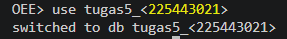 OEE> use tugas5_<225443021>
switched to db tugas5_<225443021>